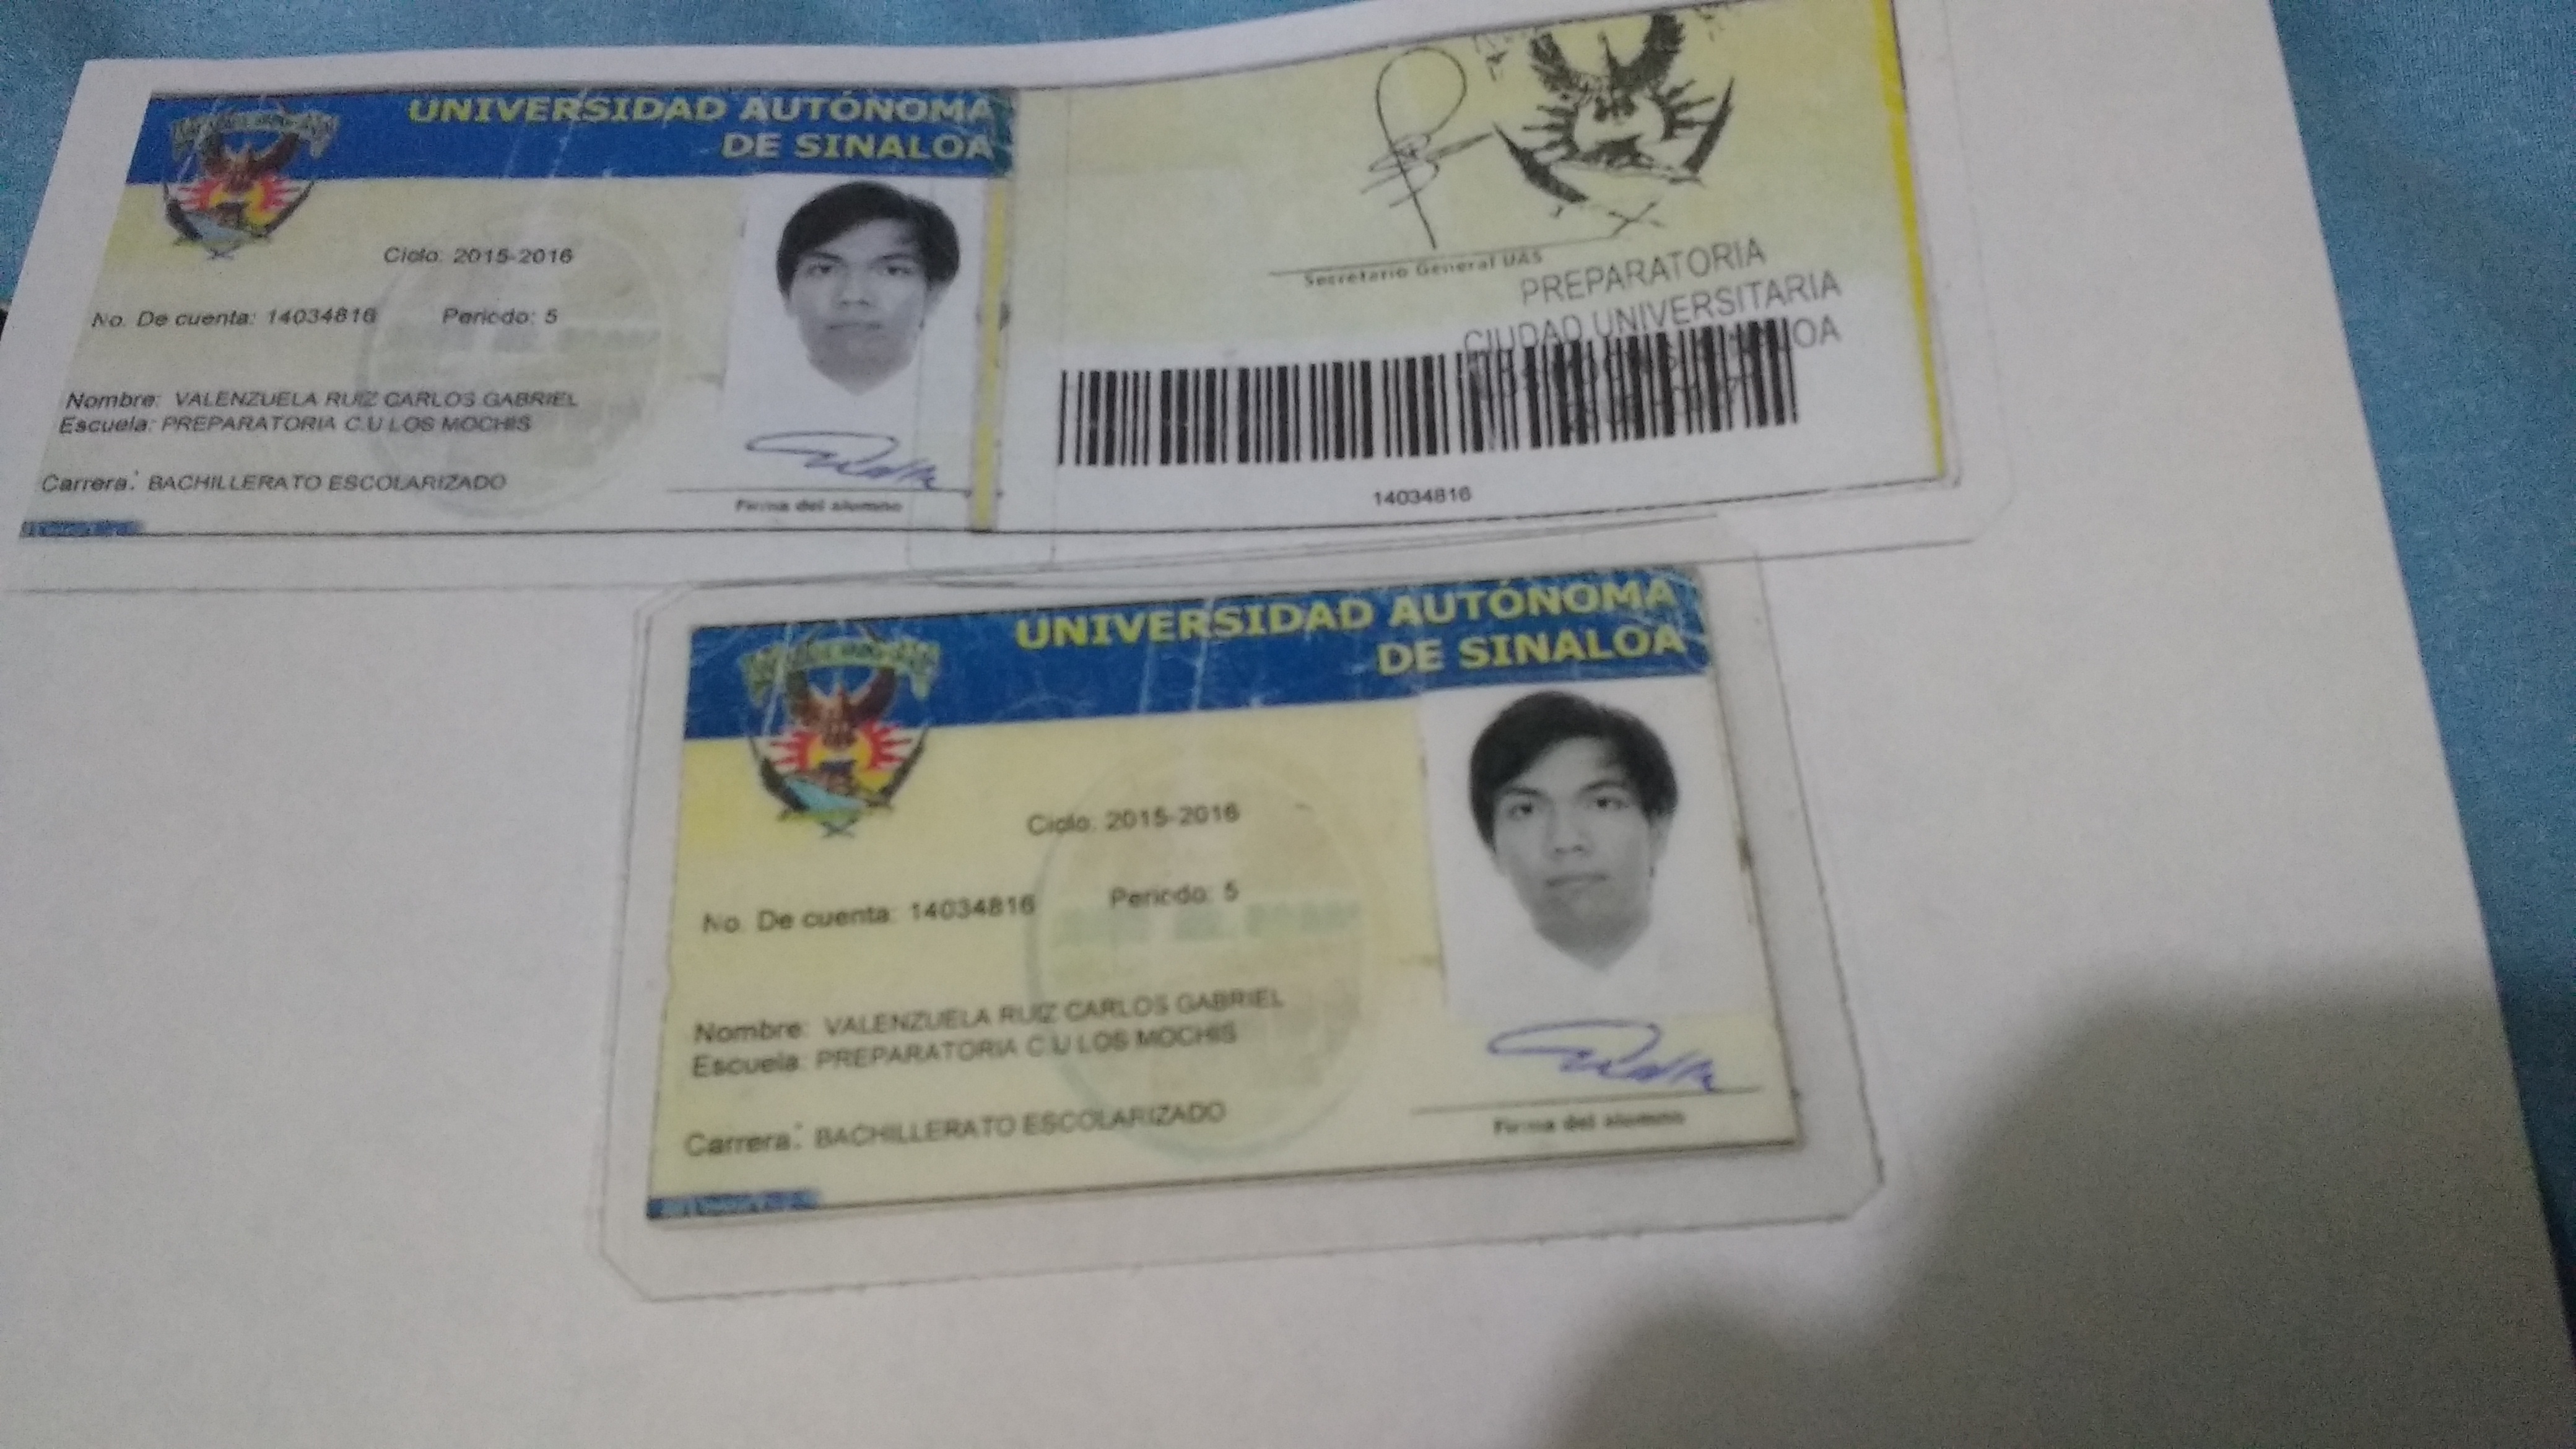 UNIVERSIDAD AUTÓNOMA
DE SINALOA
Ciclo: 2015-2016
No. De cuenta: 14034816 Periodo: 5
Nombre: VALENZUELA RUIZ CARLOS GABRIEL
Escuela: PREPARATORIA C.U LOS MOCHIS
Carrera: BACHILLERATO ESCOLARIZADO
Firma del alumno
Secretario General UAS
PREPARATORIA
CIUDAD UNIVERSITARIA
14034816
UNIVERSIDAD AUTÓNOMA
DE SINALOA
Ciclo: 2015-2016
No. De cuenta: 14034816 Periodo: 5
Nombre: VALENZUELA RUIZ CARLOS GABRIEL
Escuela: PREPARATORIA C.U LOS MOCHIS
Carrera: BACHILLERATO ESCOLARIZADO
Firma del alumno